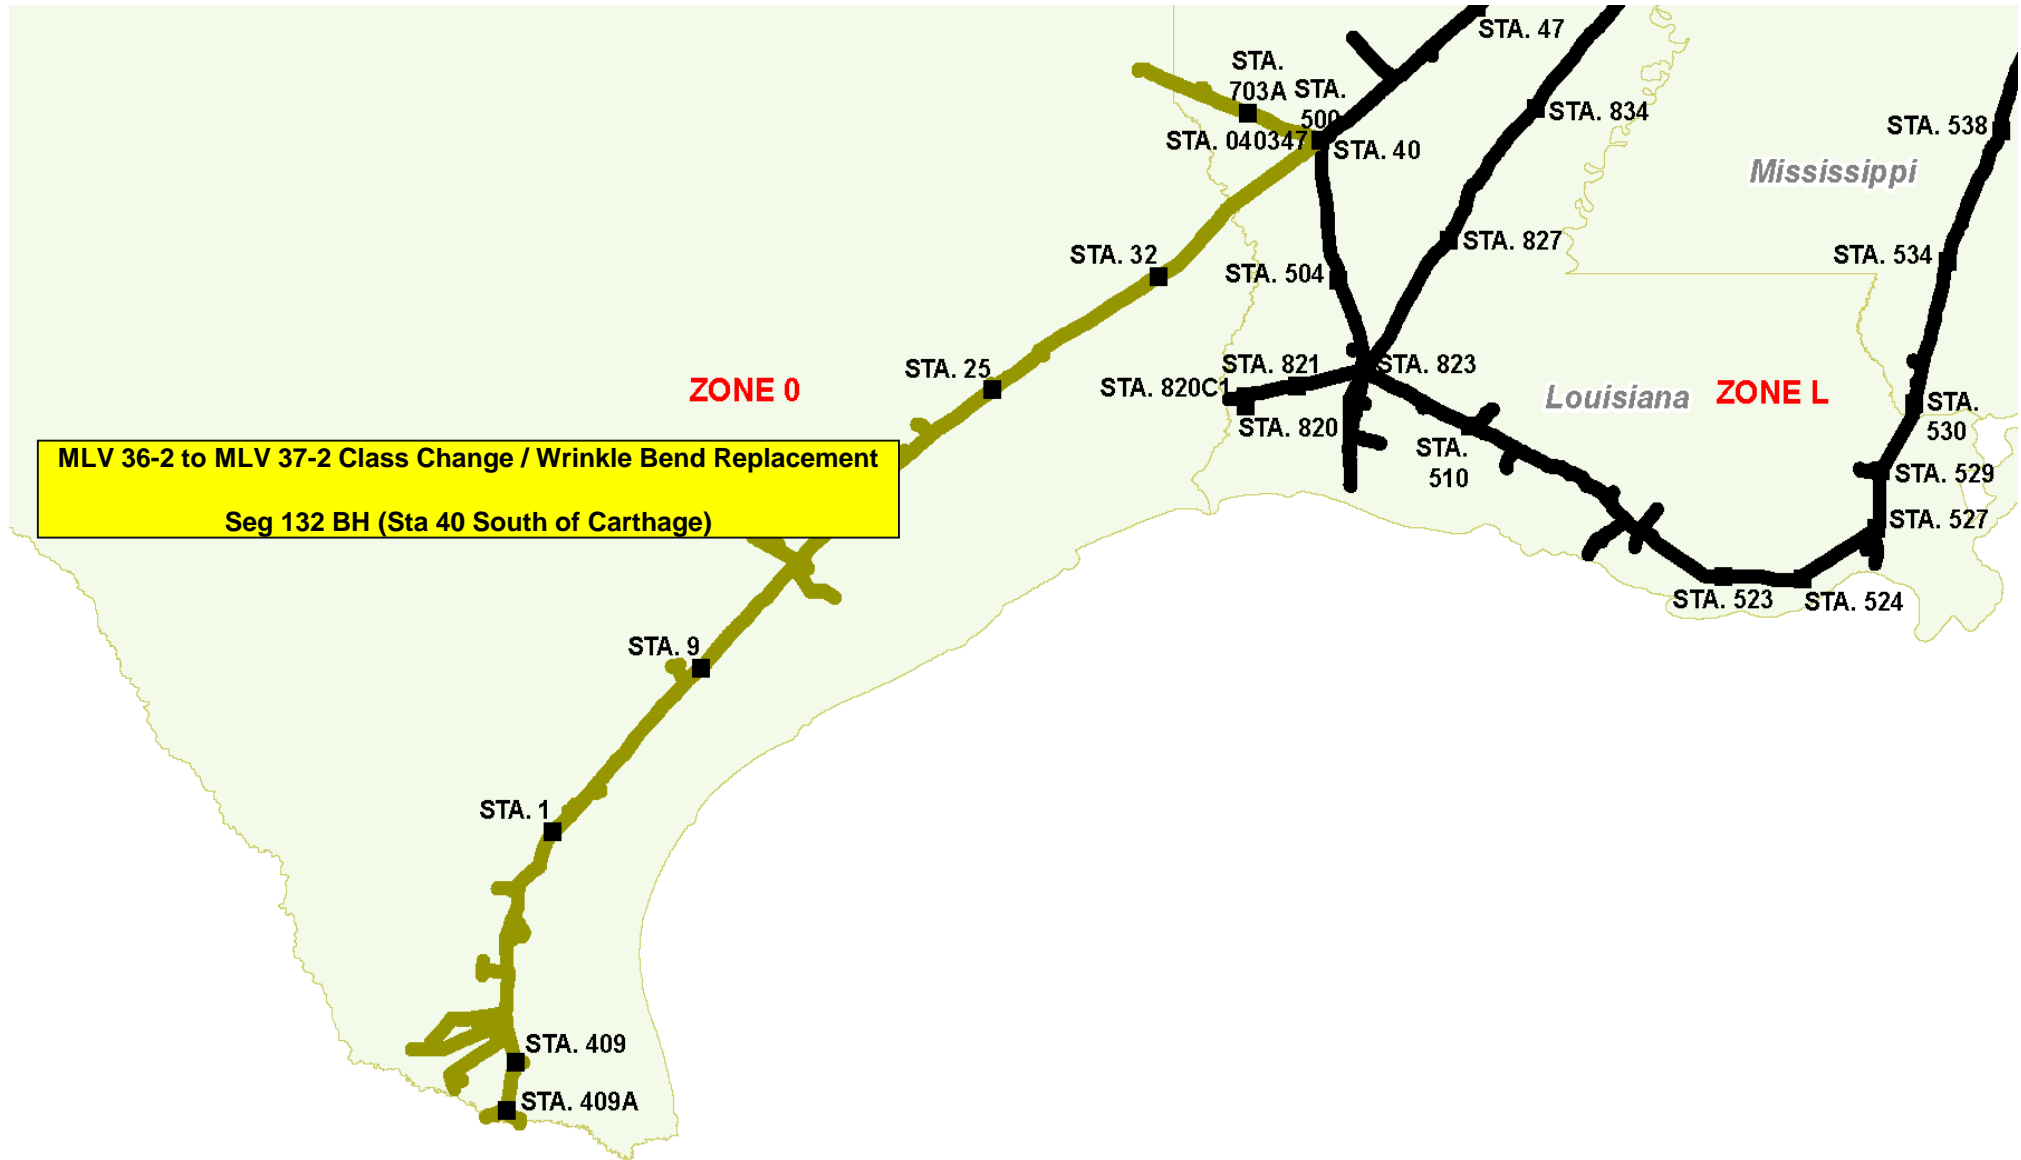 STA. 47
STA.
703A
STA.
500
STA. 834
STA. 538
STA. 040347
STA. 40
Mississippi
STA. 827
STA. 534
STA. 32
STA. 504
STA. 25
STA. 821
STA. 823
ZONE 0
STA. 820C1
Louisiana
ZONE L
STA.
530
STA. 820
STA.
510
MLV 36-2 to MLV 37-2 Class Change / Wrinkle Bend Replacement
Seg 132 BH (Sta 40 South of Carthage)
STA. 529
STA. 527
STA. 523
STA. 524
STA. 9
STA. 1
STA. 409
STA. 409A